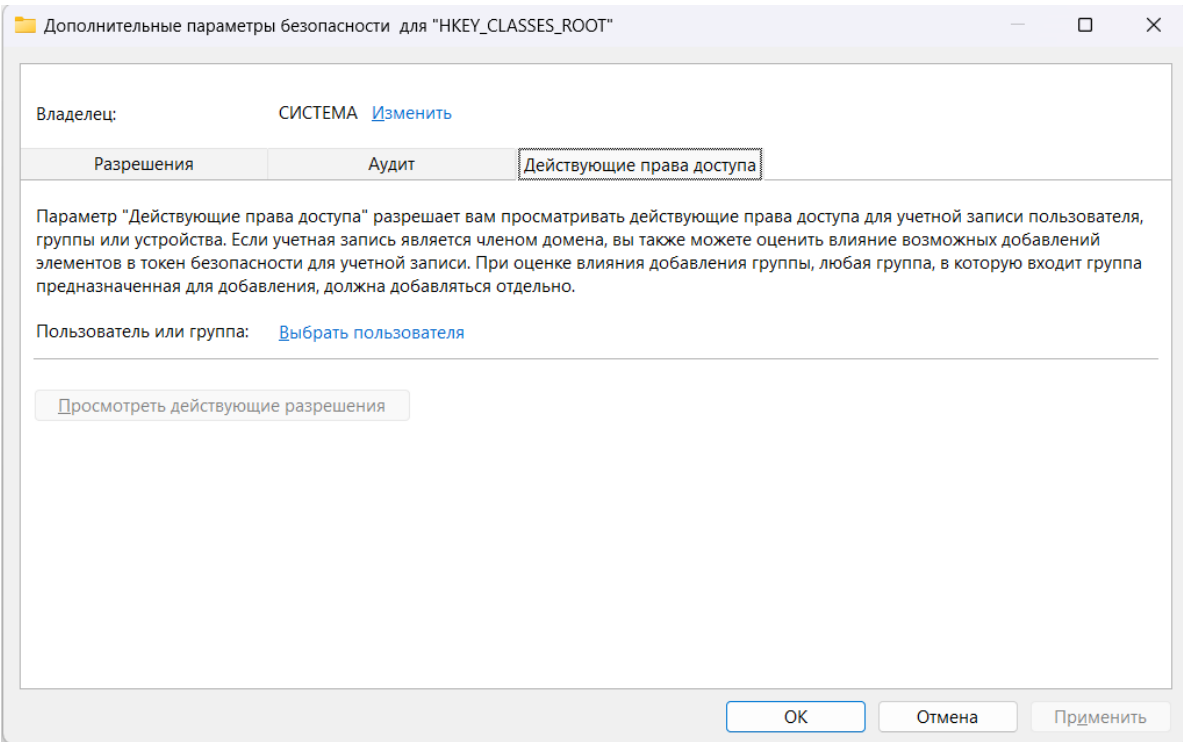 Дополнительные параметры безопасности  для "HKEY_CLASSES_ROOT"
Владелец: СИСТЕМА Изменить
Разрешения Аудит Действующие права доступа
Параметр "Действующие права доступа" разрешает вам просматривать действующие права доступа для учетной записи пользователя,
группы или устройства. Если учетная запись является членом домена, вы также можете оценить влияние возможных добавлений
элементов в токен безопасности для учетной записи. При оценке влияния добавления группы, любая группа, в которую входит группа
предназначенная для добавления, должна добавляться отдельно.
Пользователь или группа: Выбрать пользователя
Просмотреть действующие разрешения
ОК Отмена Применить